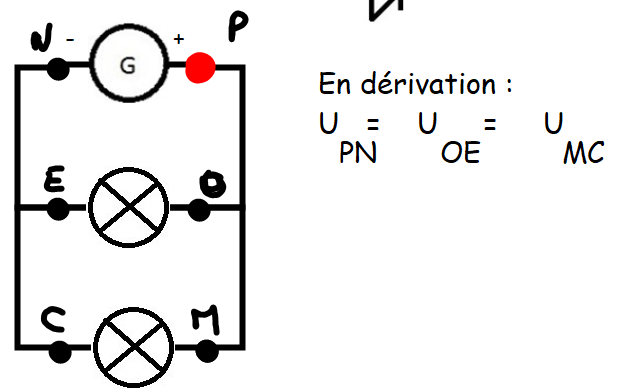 N - + P
G
En dérivation :
U = U = U
PN OE MC
E O
C M